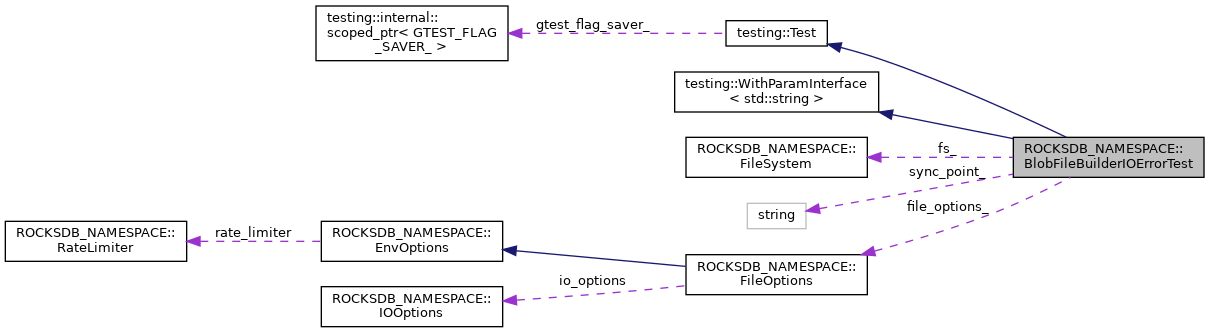 testing::internal::
scoped_ptr< GTEST_FLAG
_SAVER_ >
gtest_flag_saver_
testing::Test
testing::WithParamInterface
< std::string >
ROCKSDB_NAMESPACE::
FileSystem
fs_
ROCKSDB_NAMESPACE::
BlobFileBuilderIOErrorTest
sync_point_
string
file_options_
ROCKSDB_NAMESPACE::
RateLimiter
rate_limiter
ROCKSDB_NAMESPACE::
EnvOptions
ROCKSDB_NAMESPACE::
FileOptions
io_options
ROCKSDB_NAMESPACE::
IOOptions